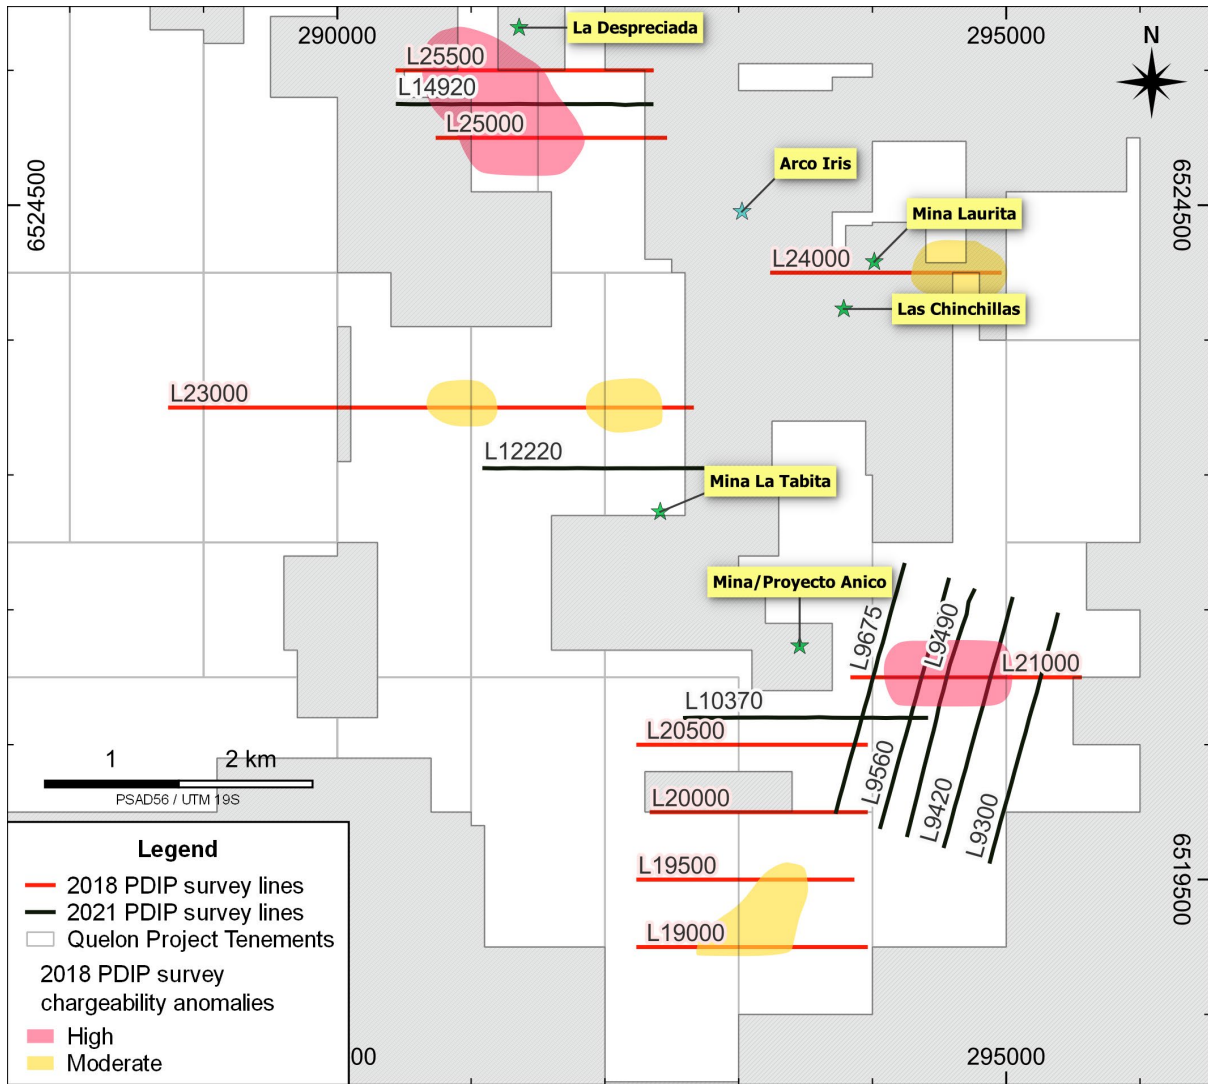 290000
La Despreciada
295000
N
L25500
L14920
L25000
Arco Iris
6524500
6524500
Mina Laurita
L24000
Las Chinchillas
L23000
L12220
Mina La Tabita
Mina/Proyecto Anico
L9675
L9490
L21000
L10370
L20500
1 2 km
PSAD56 / UTM 19S
L9560
L9420
L9300
L20000
Legend
2018 PDIP survey lines
2021 PDIP survey lines
Quelon Project Tenements
2018 PDIP survey
chargeability anomalies
High
Moderate
L19500
L19000
6519500
00
295000